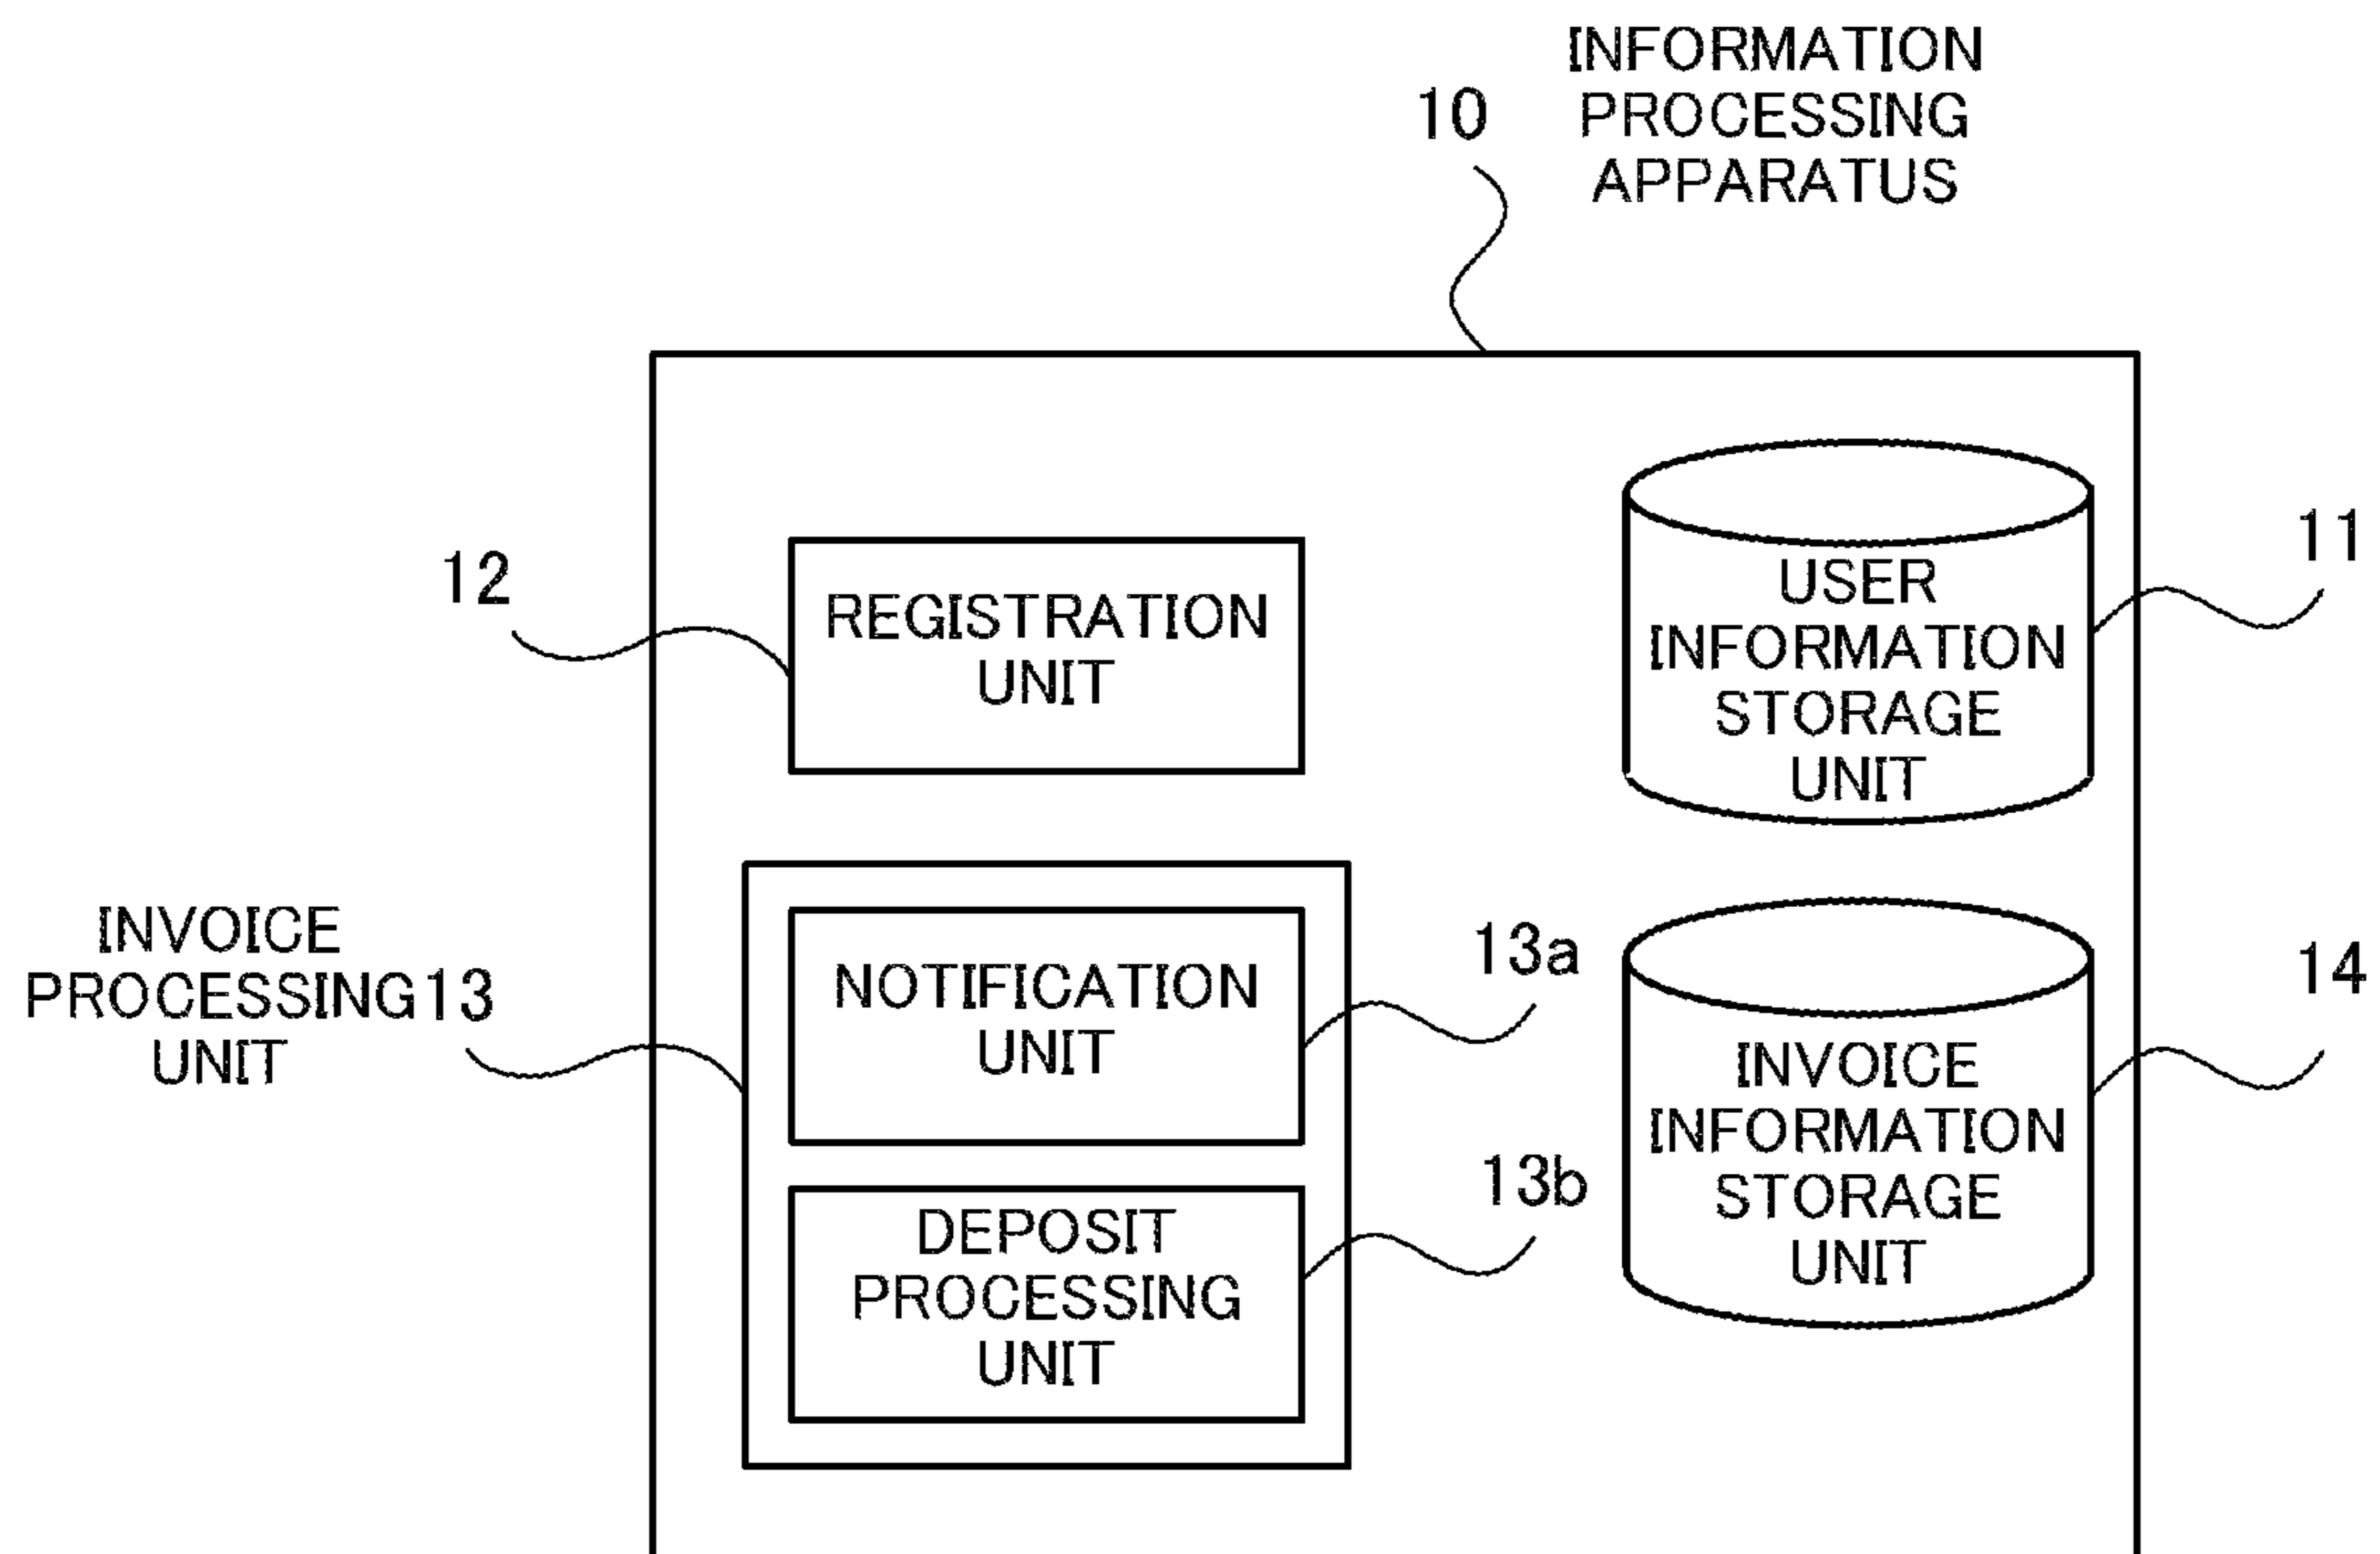 INFORMATION
PROCESSING
APPARATUS
10
11
12
REGISTRATION
UNIT
USER
INFORMATION
STORAGE
UNIT
INVOICE
PROCESSING13
UNIT
NOTIFICATION
UNIT
13a
14
INVOICE
INFORMATION
STORAGE
UNIT
13b
DEPOSIT
PROCESSING
UNIT